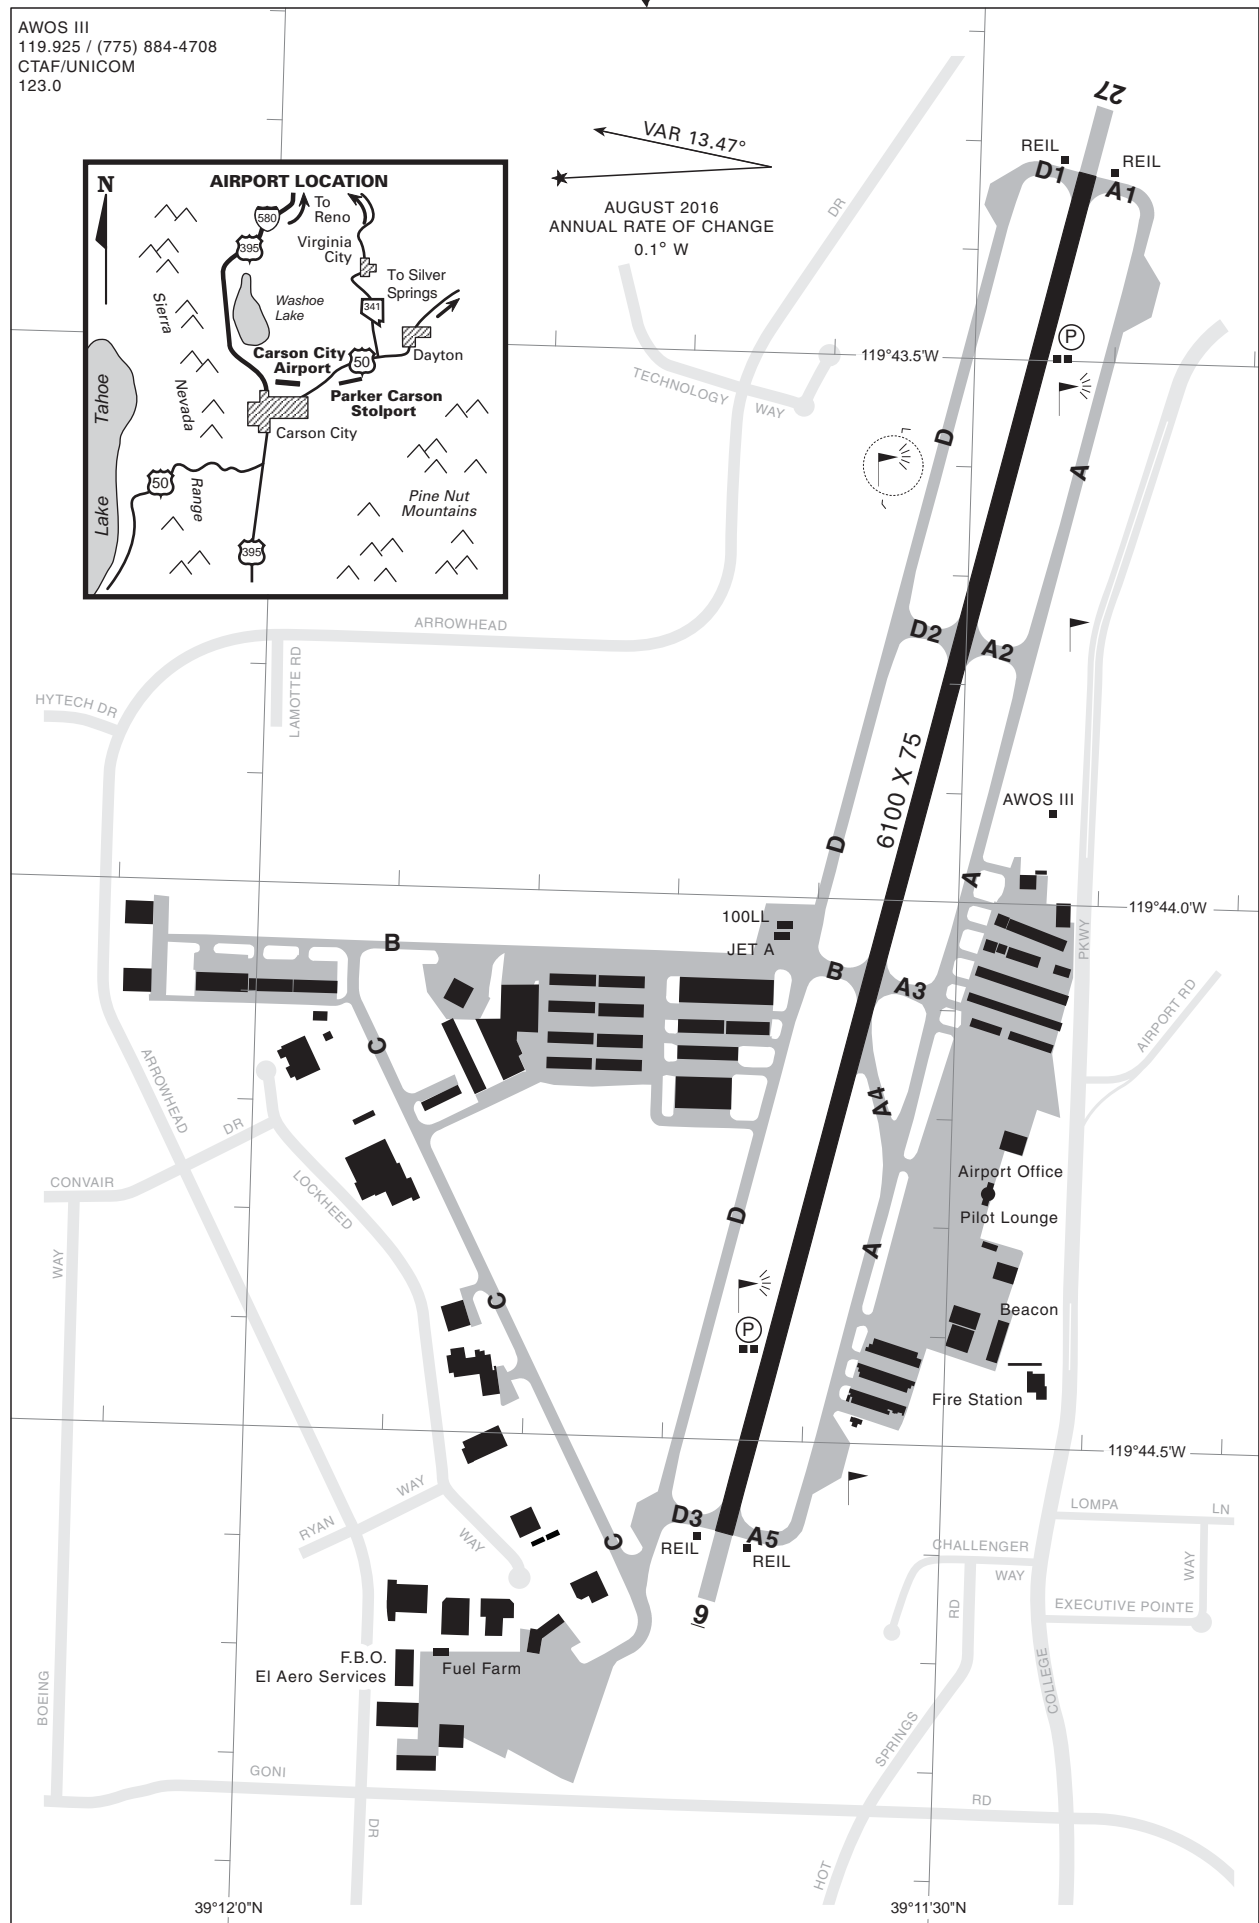 AWOS III
119.925 / (775) 884-4708
CTAF/UNICOM
123.0
VAR 13.47°
AUGUST 2016
ANNUAL RATE OF CHANGE
0.1° W
N
AIRPORT LOCATION
To
Reno
580
395
Virginia
City
To Silver
Springs
Sierra
Washoe
Lake
341
Carson City
Airport
50
Dayton
Nevada
Parker Carson
Stolport
Lake Tahoe
Carson City
50
Range
Pine Nut
Mountains
395
27
REIL
REIL
D1
A1
DR
P
119°43.5'W
TECHNOLOGY WAY
D
A
ARROWHEAD
D2
A2
LAMOTTE RD
HYTECH DR
6100 X 75
AWOS III
D
A
119°44.0'W
100LL
JET A
B
B
A3
PKWY
AIRPORT RD
C
A4
ARROWHEAD
DR
CONVAIR
LOCKHEED
Airport Office
Pilot Lounge
D
A
WAY
C
P
Beacon
Fire Station
119°44.5'W
WAY
RYAN
WAY
C
D3
A5
REIL
REIL
LOMPA
LN
CHALLENGER
WAY
WAY
RD
EXECUTIVE POINTE
9
F.B.O.
El Aero Services
Fuel Farm
COLLEGE
BOEING
SPRINGS
GONI
RD
DR
HOT
39°12'0"N
39°11'30"N